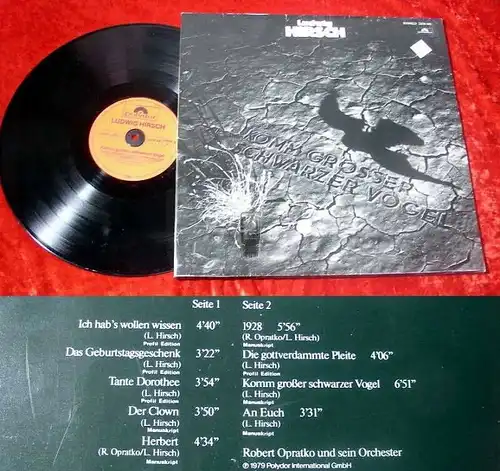 Polydor
LUDWIG HIRSCH
Ludwig
HIRSCH
STEREO
KOMM GROSSER
SCHWARZER VOGEL
Seite 1
Ich hab's wollen wissen 4'40"
(L. Hirsch)
Profil Edition
Das Geburtstagsgeschenk 3'22"
(L. Hirsch)
Profil Edition
Tante Dorothee 3'54"
(L. Hirsch)
Profil Edition
Der Clown 3'50"
(L. Hirsch)
Manuskript
Herbert 4'34"
(R. Opratko/L. Hirsch)
Manuskript
Seite 2
1928 5'56"
(R. Opratko/L. Hirsch)
Manuskript
Die gottverdammte Pleite 4'06"
(L. Hirsch)
Profil Edition
Komm großer schwarzer Vogel 6'51"
(L. Hirsch)
Manuskript
An Euch 3'31"
(L. Hirsch)
Manuskript
Robert Opratko und sein Orchester
℗ 1979 Polydor International GmbH